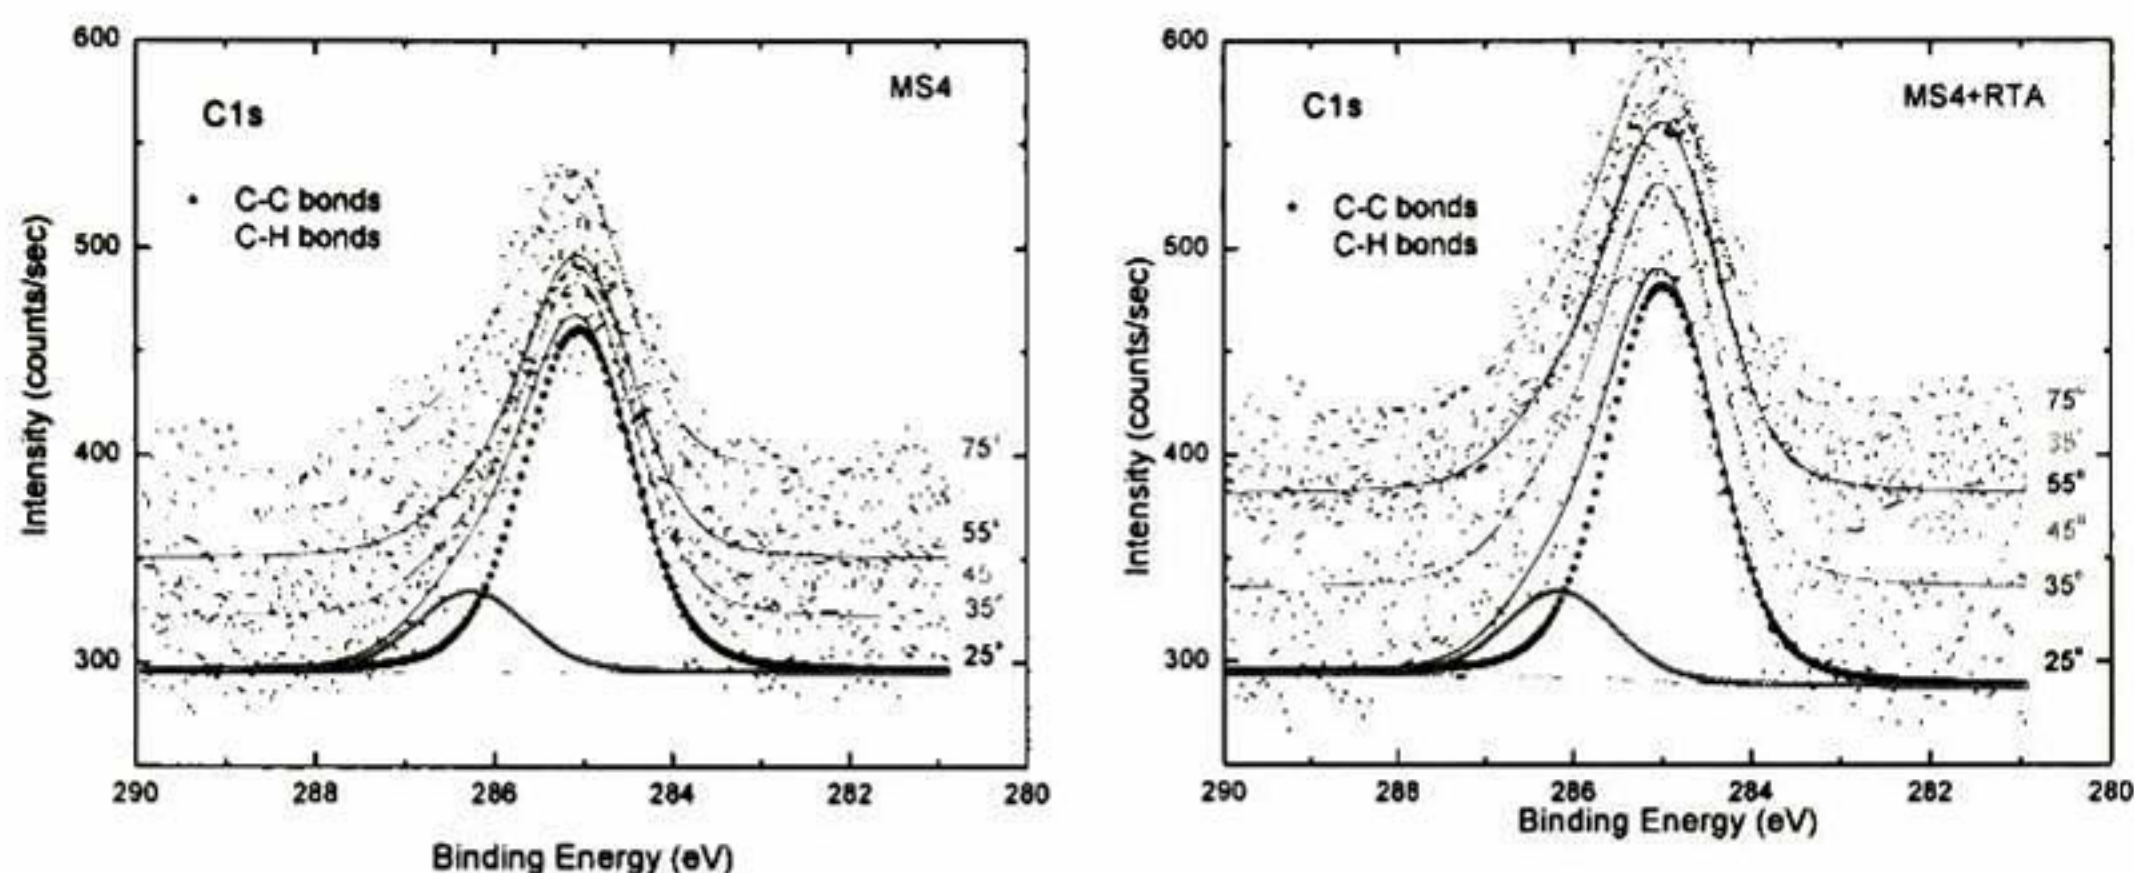 600
500
400
300
Intensity (counts/sec)
C1s
MS4
C-C bonds
C-H bonds
75°
55°
45
35°
25°
290
288
286
284
282
280
Binding Energy (eV)
600
500
400
300
Intensity (counts/sec)
C1s
MS4+RTA
C-C bonds
C-H bonds
75°
55°
45°
35°
25°
290
288
286
284
282
280
Binding Energy (eV)